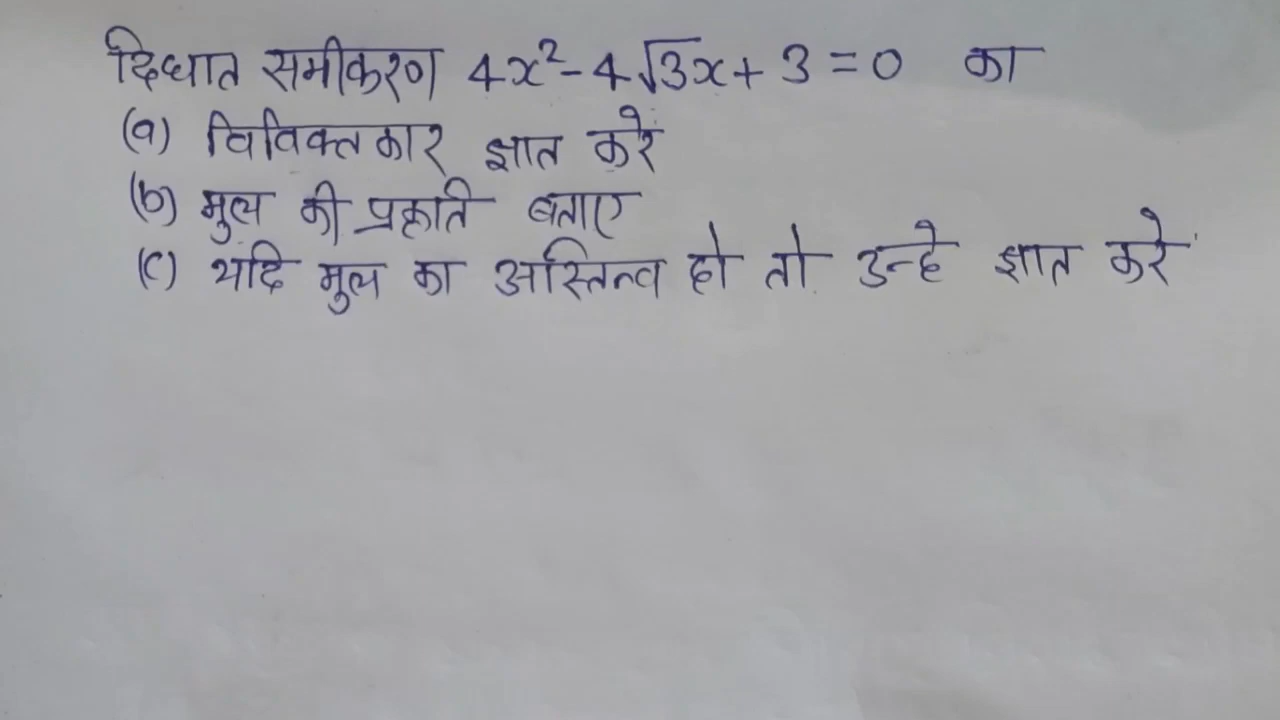 दिघात समीकरण 4x² - 4√3x + 3 = 0 का
(a) विविक्तकार ज्ञात करें
(b) मुल की प्रकृति बताए
(c) यदि मुल का अस्तित्व हो तो उन्हे ज्ञात करे